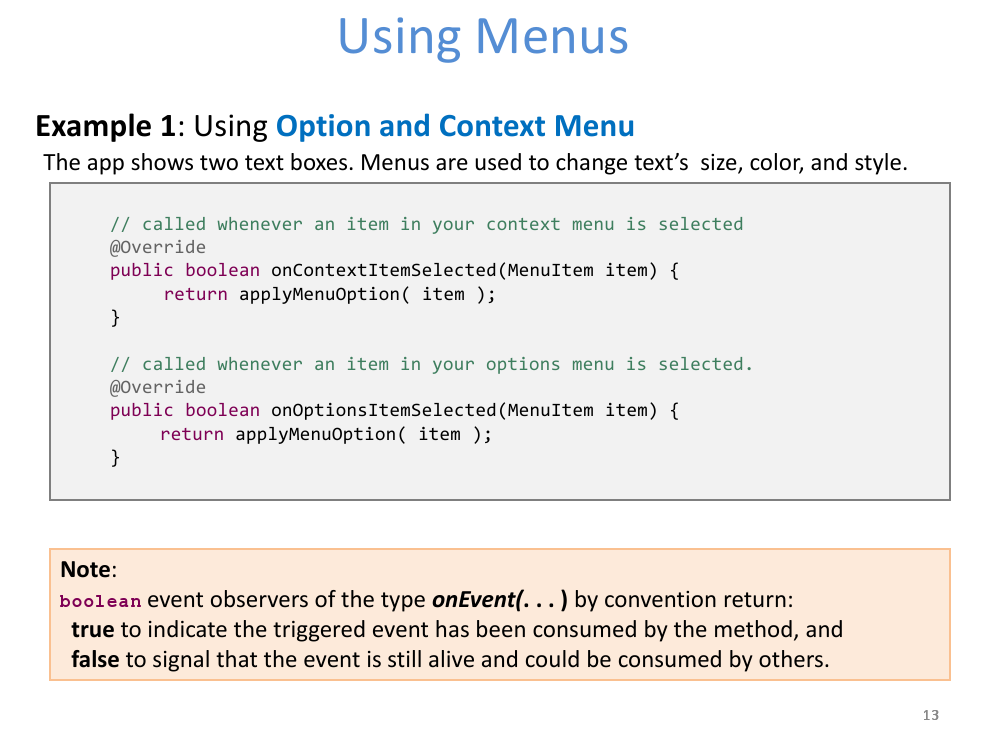 Using Menus
Example 1: Using Option and Context Menu
The app shows two text boxes. Menus are used to change text’s  size, color, and style.
// called whenever an item in your context menu is selected
@Override
public boolean onContextItemSelected(MenuItem item) {
return applyMenuOption( item );
}
// called whenever an item in your options menu is selected.
@Override
public boolean onOptionsItemSelected(MenuItem item) {
return applyMenuOption( item );
}
Note:
boolean event observers of the type onEvent(. . . ) by convention return:
true to indicate the triggered event has been consumed by the method, and
false to signal that the event is still alive and could be consumed by others.
13